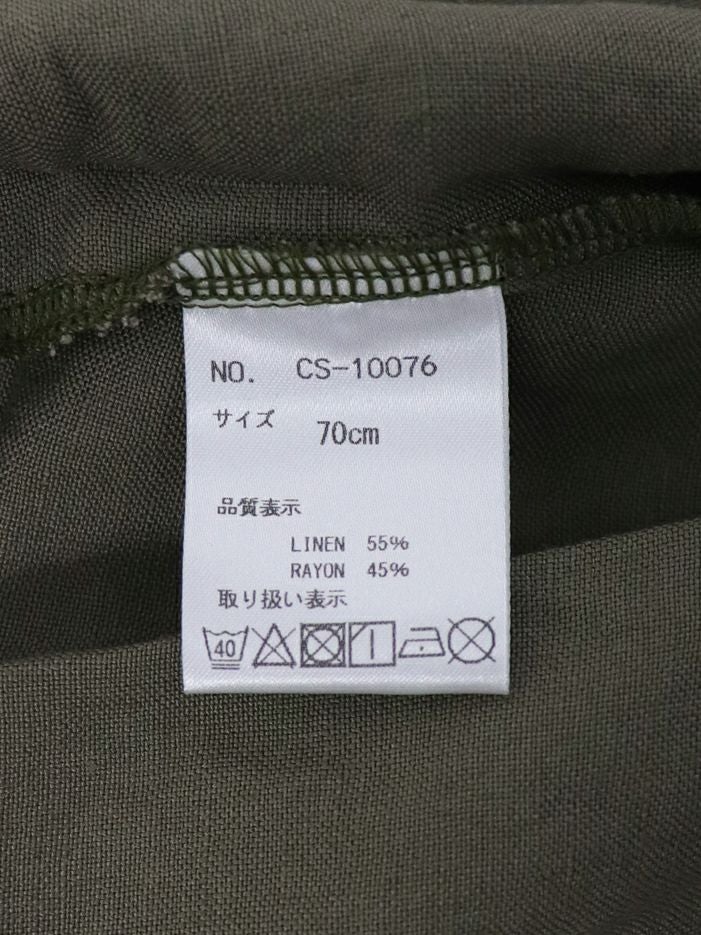 NO. CS-10076
サイズ 70cm
品質表示
LINEN 55%
RAYON 45%
取り扱い表示
40